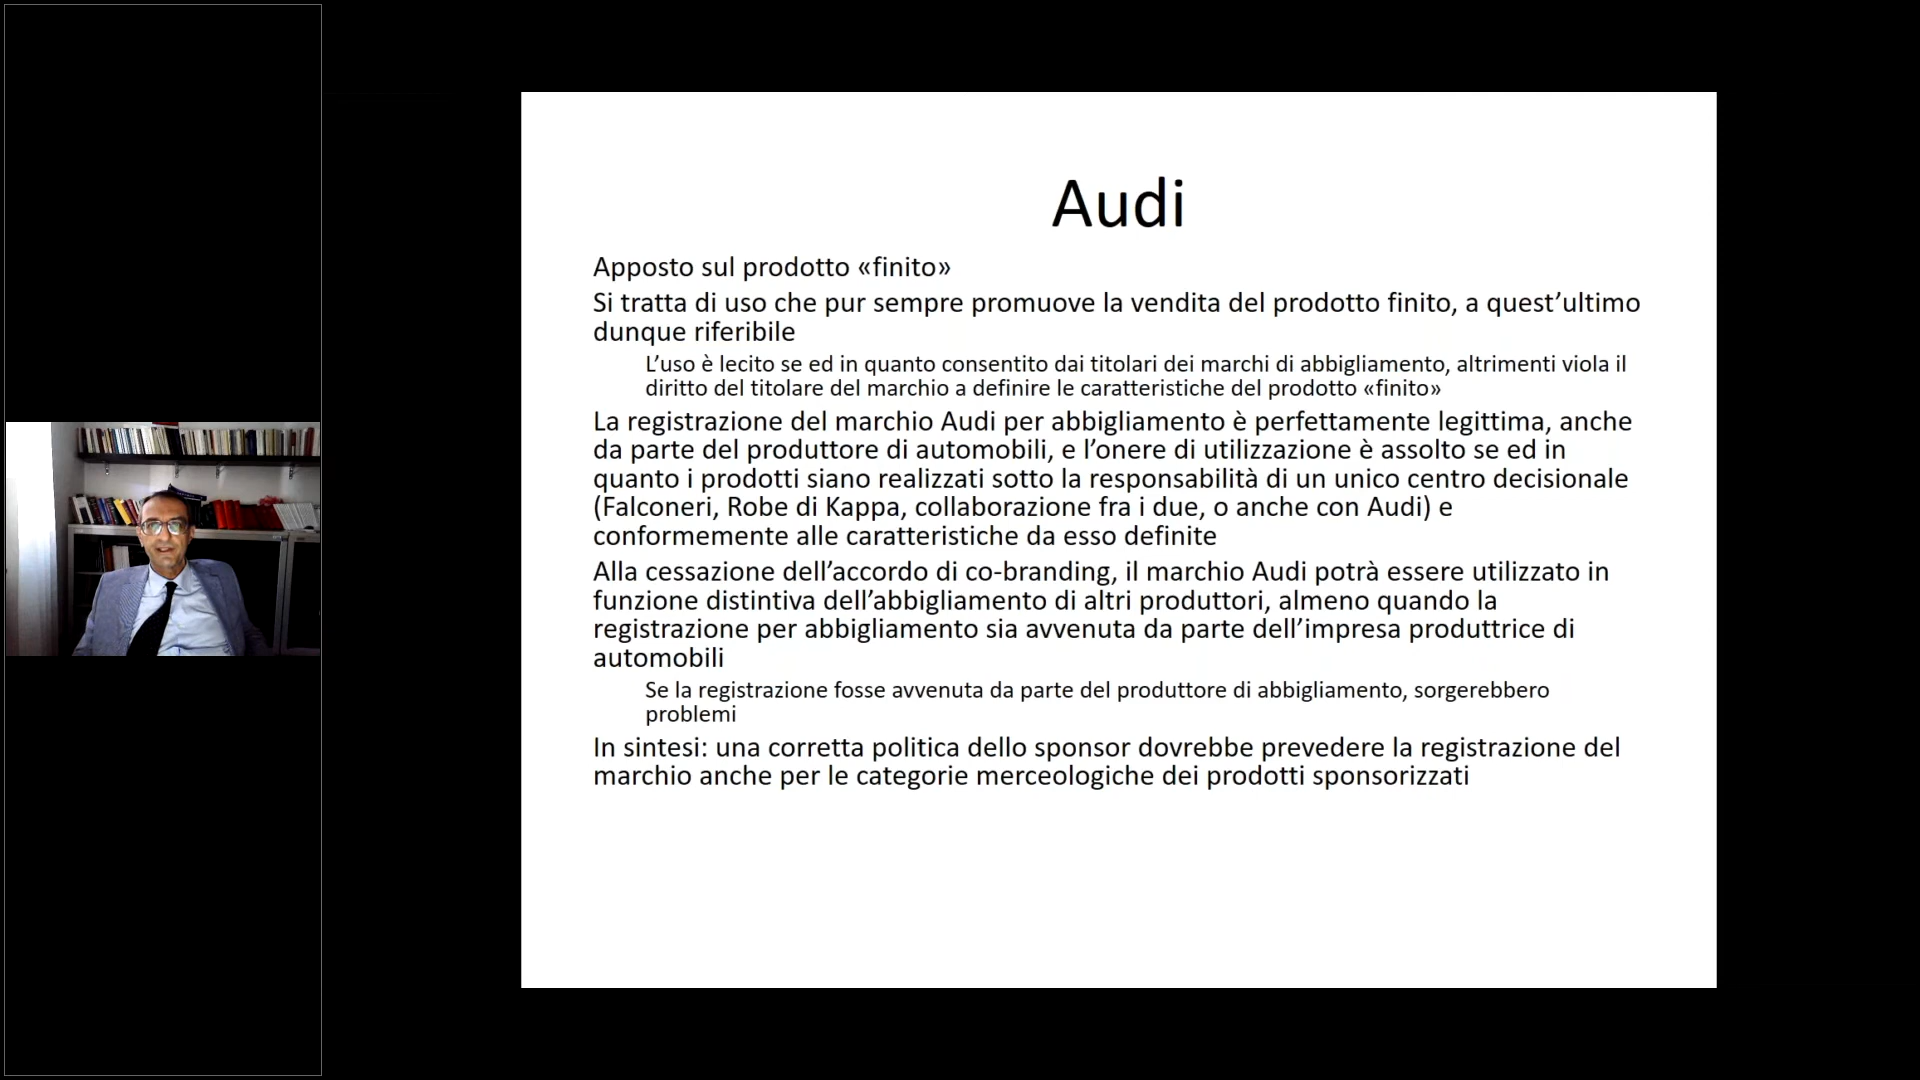 Audi
Apposto sul prodotto «finito»
Si tratta di uso che pur sempre promuove la vendita del prodotto finito, a quest’ultimo
dunque riferibile
L’uso è lecito se ed in quanto consentito dai titolari dei marchi di abbigliamento, altrimenti viola il
diritto del titolare del marchio a definire le caratteristiche del prodotto «finito»
La registrazione del marchio Audi per abbigliamento è perfettamente legittima, anche
da parte del produttore di automobili, e l’onere di utilizzazione è assolto se ed in
quanto i prodotti siano realizzati sotto la responsabilità di un unico centro decisionale
(Falconeri, Robe di Kappa, collaborazione fra i due, o anche con Audi) e
conformemente alle caratteristiche da esso definite
Alla cessazione dell’accordo di co-branding, il marchio Audi potrà essere utilizzato in
funzione distintiva dell’abbigliamento di altri produttori, almeno quando la
registrazione per abbigliamento sia avvenuta da parte dell’impresa produttrice di
automobili
Se la registrazione fosse avvenuta da parte del produttore di abbigliamento, sorgerebbero
problemi
In sintesi: una corretta politica dello sponsor dovrebbe prevedere la registrazione del
marchio anche per le categorie merceologiche dei prodotti sponsorizzati